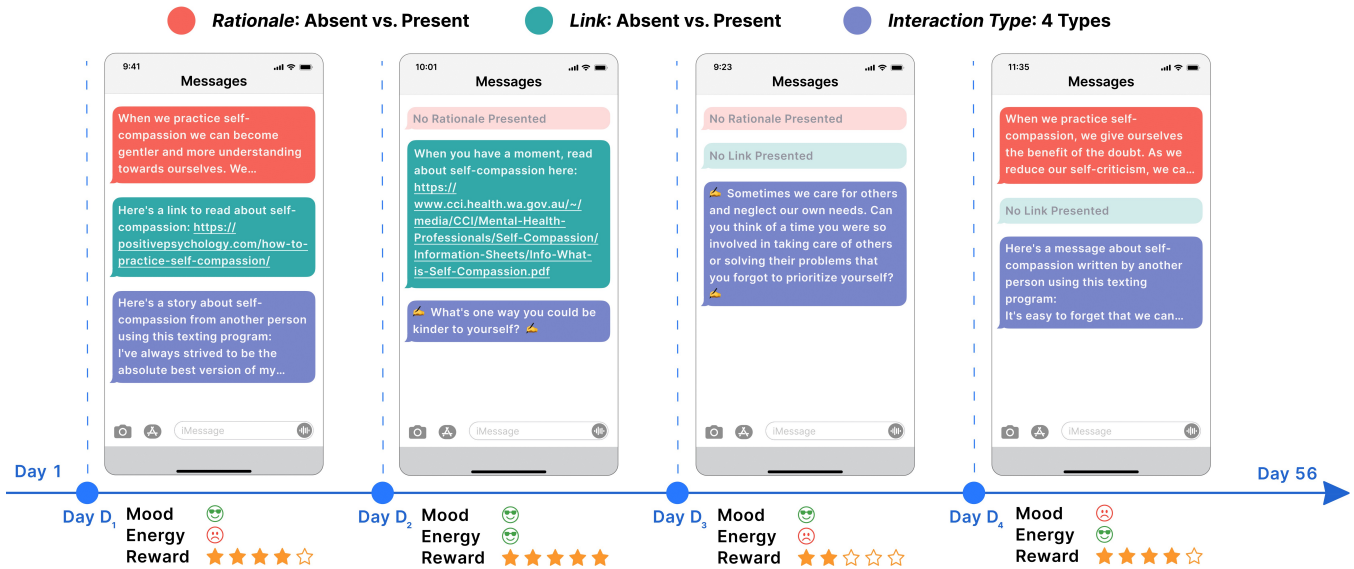 Rationale: Absent vs. Present
Link: Absent vs. Present
Interaction Type: 4 Types
9:41
Messages
When we practice self-
compassion we can become
gentler and more understanding
towards ourselves. We...
Here's a link to read about self-
compassion: https://
positivepsychology.com/how-to-
practice-self-compassion/
Here's a story about self-
compassion from another person
using this texting program:
I've always strived to be the
absolute best version of my...
iMessage
10:01
Messages
No Rationale Presented
When you have a moment, read
about self-compassion here:
https://
www.cci.health.wa.gov.au/~/
media/CCI/Mental-Health-
Professionals/Self-Compassion/
Information-Sheets/Info-What-
is-Self-Compassion.pdf
✍️ What's one way you could be
kinder to yourself? ✍️
iMessage
9:23
Messages
No Rationale Presented
No Link Presented
✍️ Sometimes we care for others
and neglect our own needs. Can
you think of a time you were so
involved in taking care of others
or solving their problems that
you forgot to prioritize yourself?
✍️
iMessage
11:35
Messages
When we practice self-
compassion, we give ourselves
the benefit of the doubt. As we
reduce our self-criticism, we ca...
No Link Presented
Here's a message about self-
compassion written by another
person using this texting
program:
It's easy to forget that we can...
iMessage
Day 1
Day 56
Day D1
Mood
Energy
Reward
Day D2
Mood
Energy
Reward
Day D3
Mood
Energy
Reward
Day D4
Mood
Energy
Reward